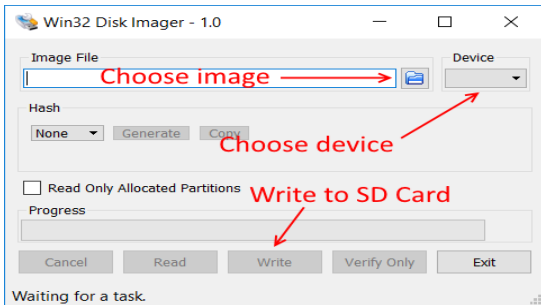 Win32 Disk Imager - 1.0
Image File
Device
Choose image
Hash
None
Generate
Copy
Choose device
Read Only Allocated Partitions
Write to SD Card
Progress
Cancel
Read
Write
Verify Only
Exit
Waiting for a task.